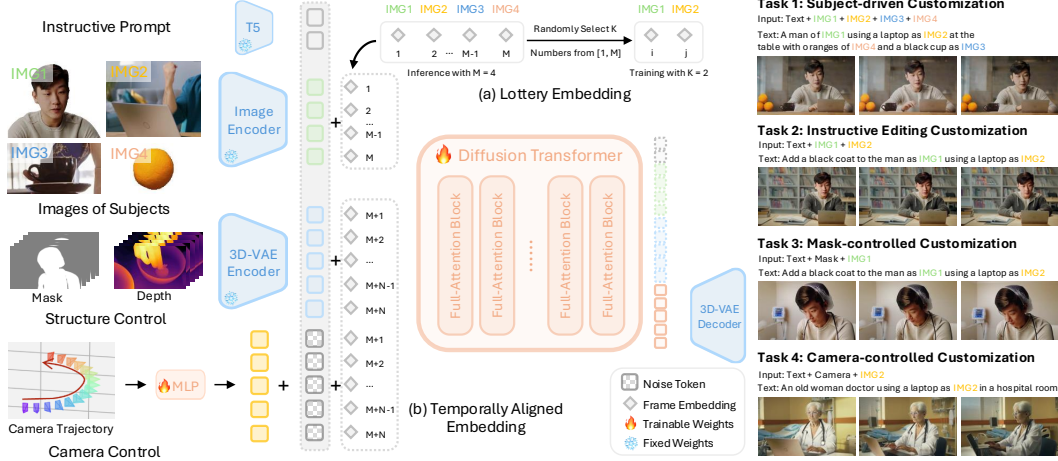 Instructive Prompt
IMG1
IMG2
IMG3
IMG4
Images of Subjects
Mask
Depth
Structure Control
Camera Trajectory
Camera Control
T5
Image
Encoder
3D-VAE
Encoder
MLP
+
+
+
+
1
2
...
M-1
M
M+1
M+2
...
M+N-1
M+N
M+1
M+2
...
M+N-1
M+N
IMG1 IMG2 IMG3 IMG4
1 2 ... M-1 M
Inference with M = 4
Randomly Select K
Numbers from [1, M]
IMG1 IMG2
i j
Training with K = 2
(a) Lottery Embedding
Diffusion Transformer
Full-Attention Block
Full-Attention Block
......
Full-Attention Block
Full-Attention Block
(b) Temporally Aligned
Embedding
3D-VAE
Decoder
Noise Token
Frame Embedding
Trainable Weights
Fixed Weights
Task 1: Subject-driven Customization
Input: Text + IMG1 + IMG2 + IMG3 + IMG4
Text: A man of IMG1 using a laptop as IMG2 at the
table with oranges of IMG4 and a black cup as IMG3
Task 2: Instructive Editing Customization
Input: Text + IMG1 + IMG2
Text: Add a black coat to the man as IMG1 using a laptop as IMG2
Task 3: Mask-controlled Customization
Input: Text + Mask + IMG1
Text: Add a black coat to the man as IMG1 using a laptop as IMG2
Task 4: Camera-controlled Customization
Input: Text + Camera + IMG2
Text: An old woman doctor using a laptop as IMG2 in a hospital room